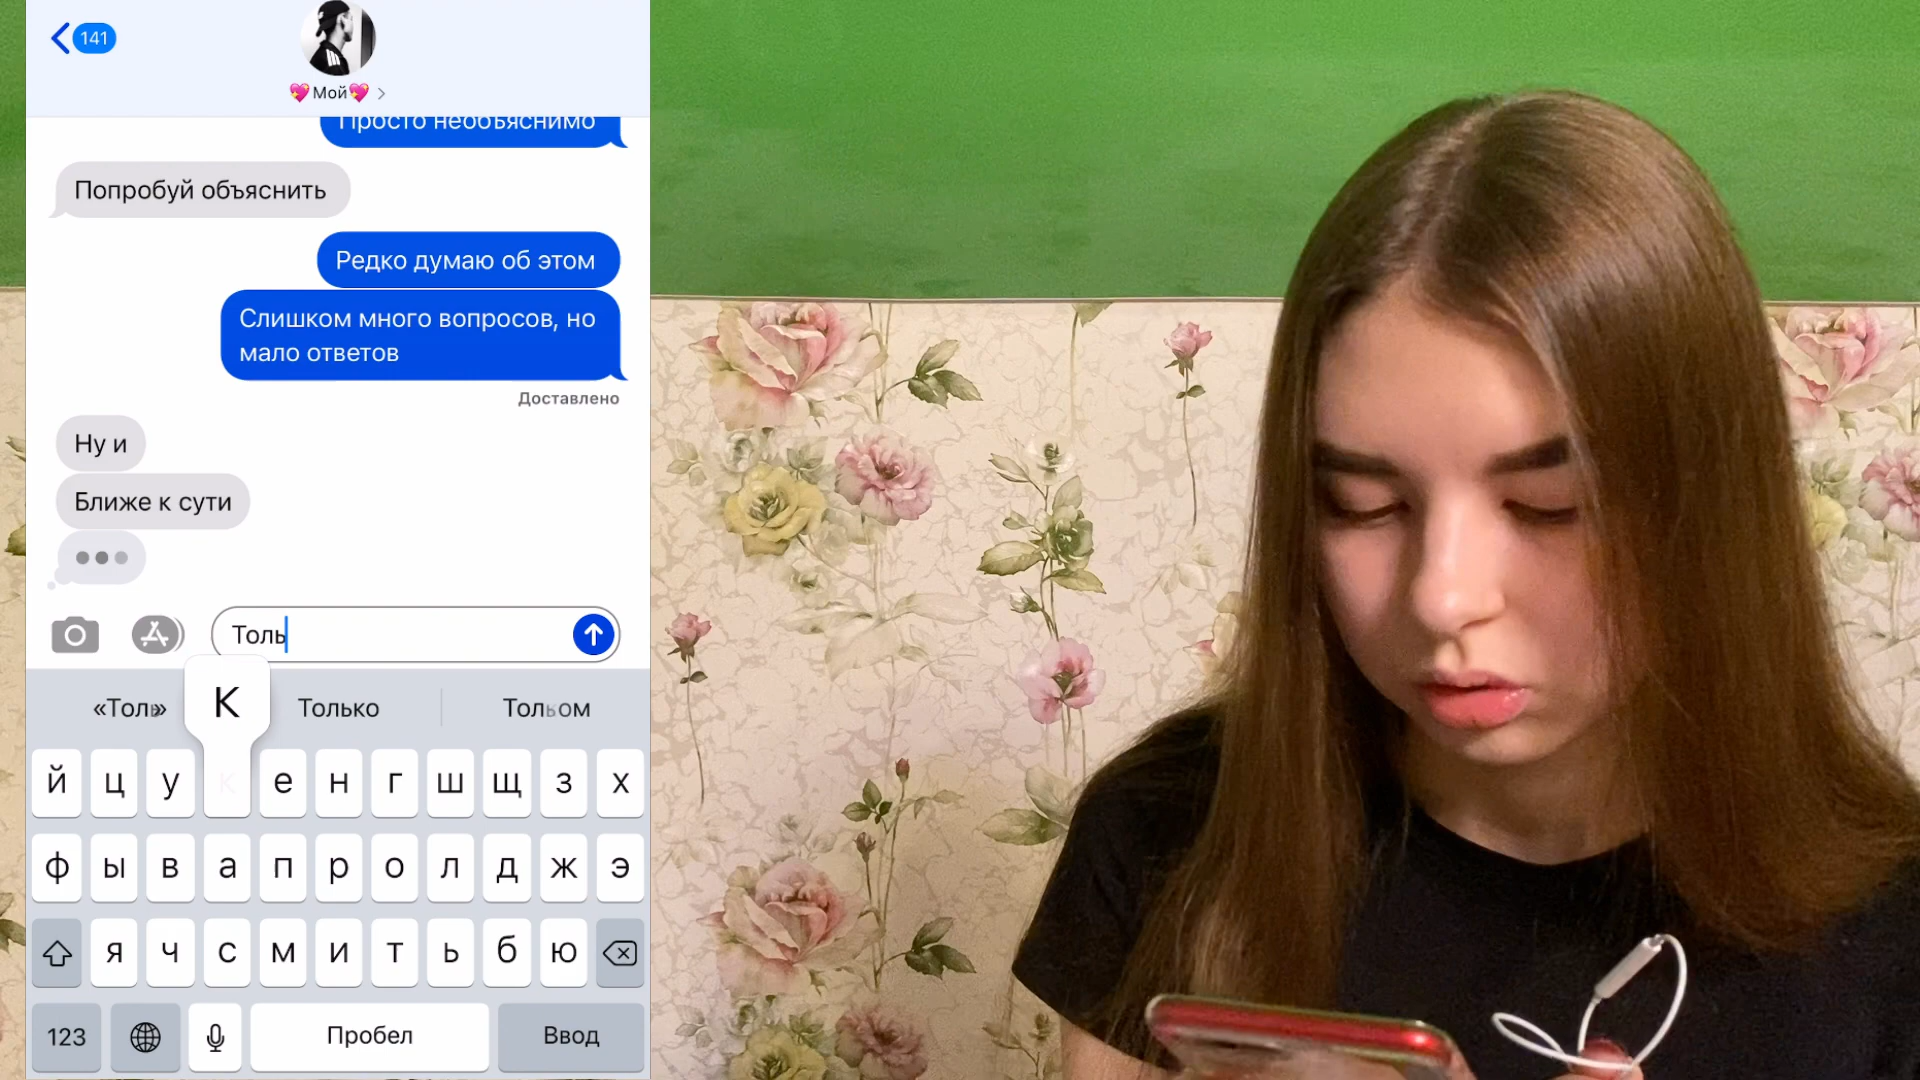 141
💖Мой💖
Просто необъяснимо
Попробуй объяснить
Редко думаю об этом
Слишком много вопросов, но
мало ответов
Доставлено
Ну и
Ближе к сути
Толь
«Толь» К Только Тольом
й ц у к е н г ш щ з х
ф ы в а п р о л д ж э
я ч с м и т ь б ю
123 Пробел Ввод